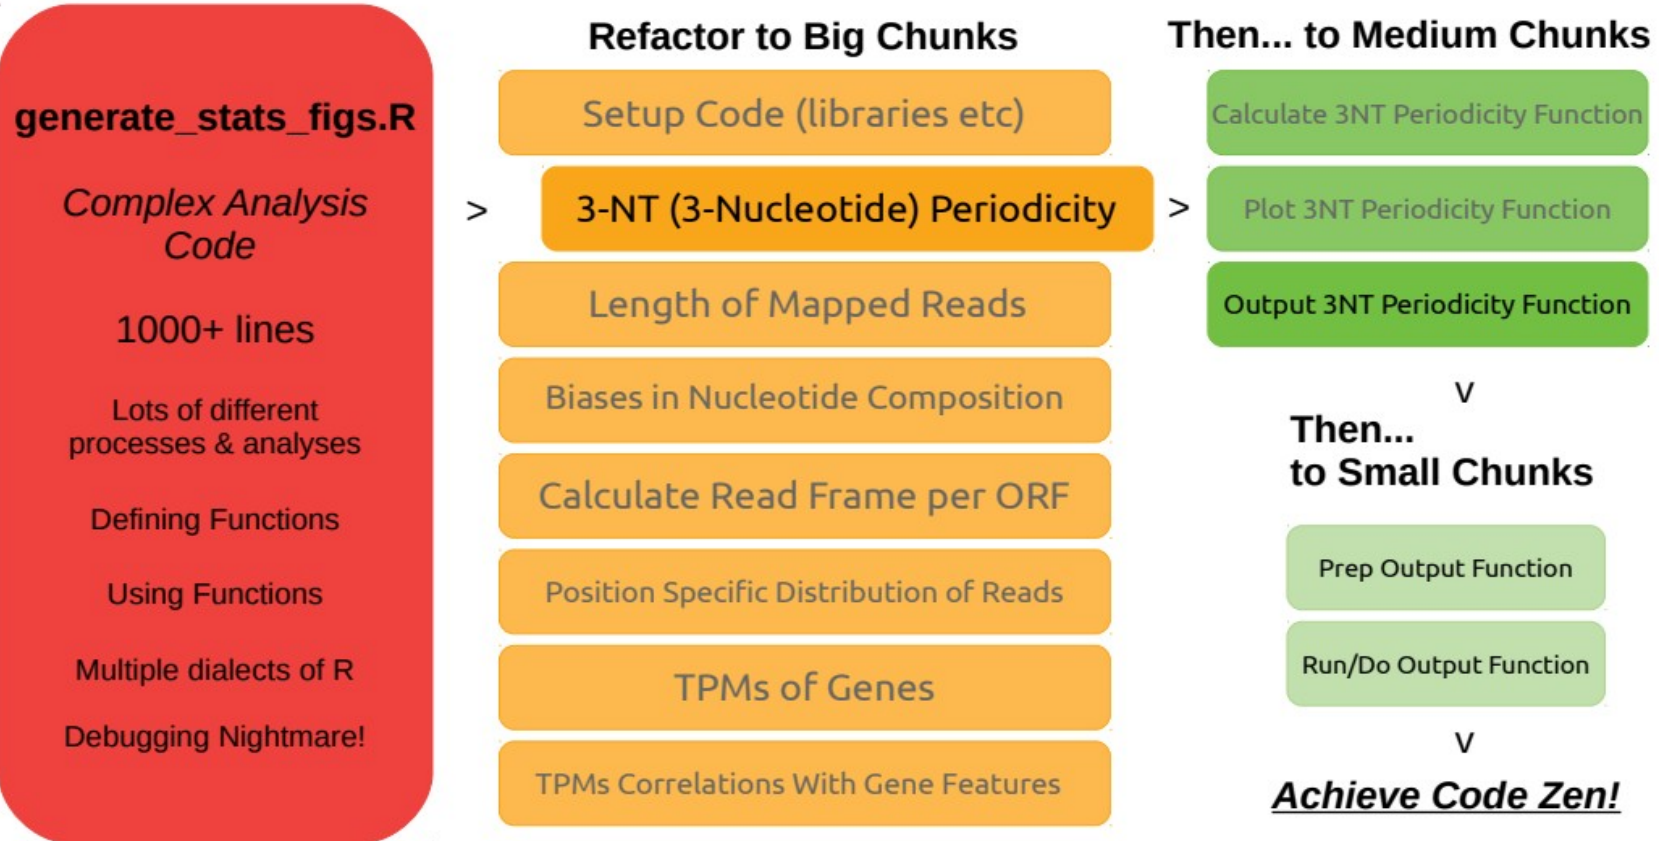 generate_stats_figs.R
Complex Analysis
Code
1000+ lines
Lots of different
processes & analyses
Defining Functions
Using Functions
Multiple dialects of R
Debugging Nightmare!
>
Refactor to Big Chunks
Setup Code (libraries etc)
3-NT (3-Nucleotide) Periodicity
Length of Mapped Reads
Biases in Nucleotide Composition
Calculate Read Frame per ORF
Position Specific Distribution of Reads
TPMs of Genes
TPMs Correlations With Gene Features
>
Then... to Medium Chunks
Calculate 3NT Periodicity Function
Plot 3NT Periodicity Function
Output 3NT Periodicity Function
v
Then...
to Small Chunks
Prep Output Function
Run/Do Output Function
v
Achieve Code Zen!